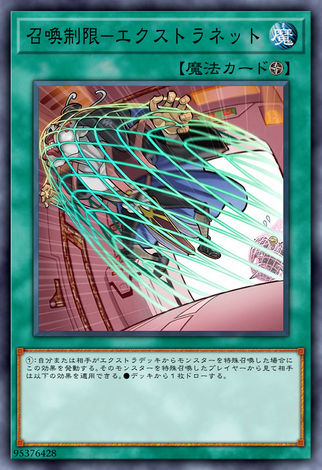 召喚制限－エクストラネット 魔
【魔法カード】
①：自分または相手がエクストラデッキからモンスターを特殊召喚した場合に
この効果を発動する。そのモンスターを特殊召喚したプレイヤーから見て相手
は以下の効果を適用できる。●デッキから１枚ドローする。
95376428